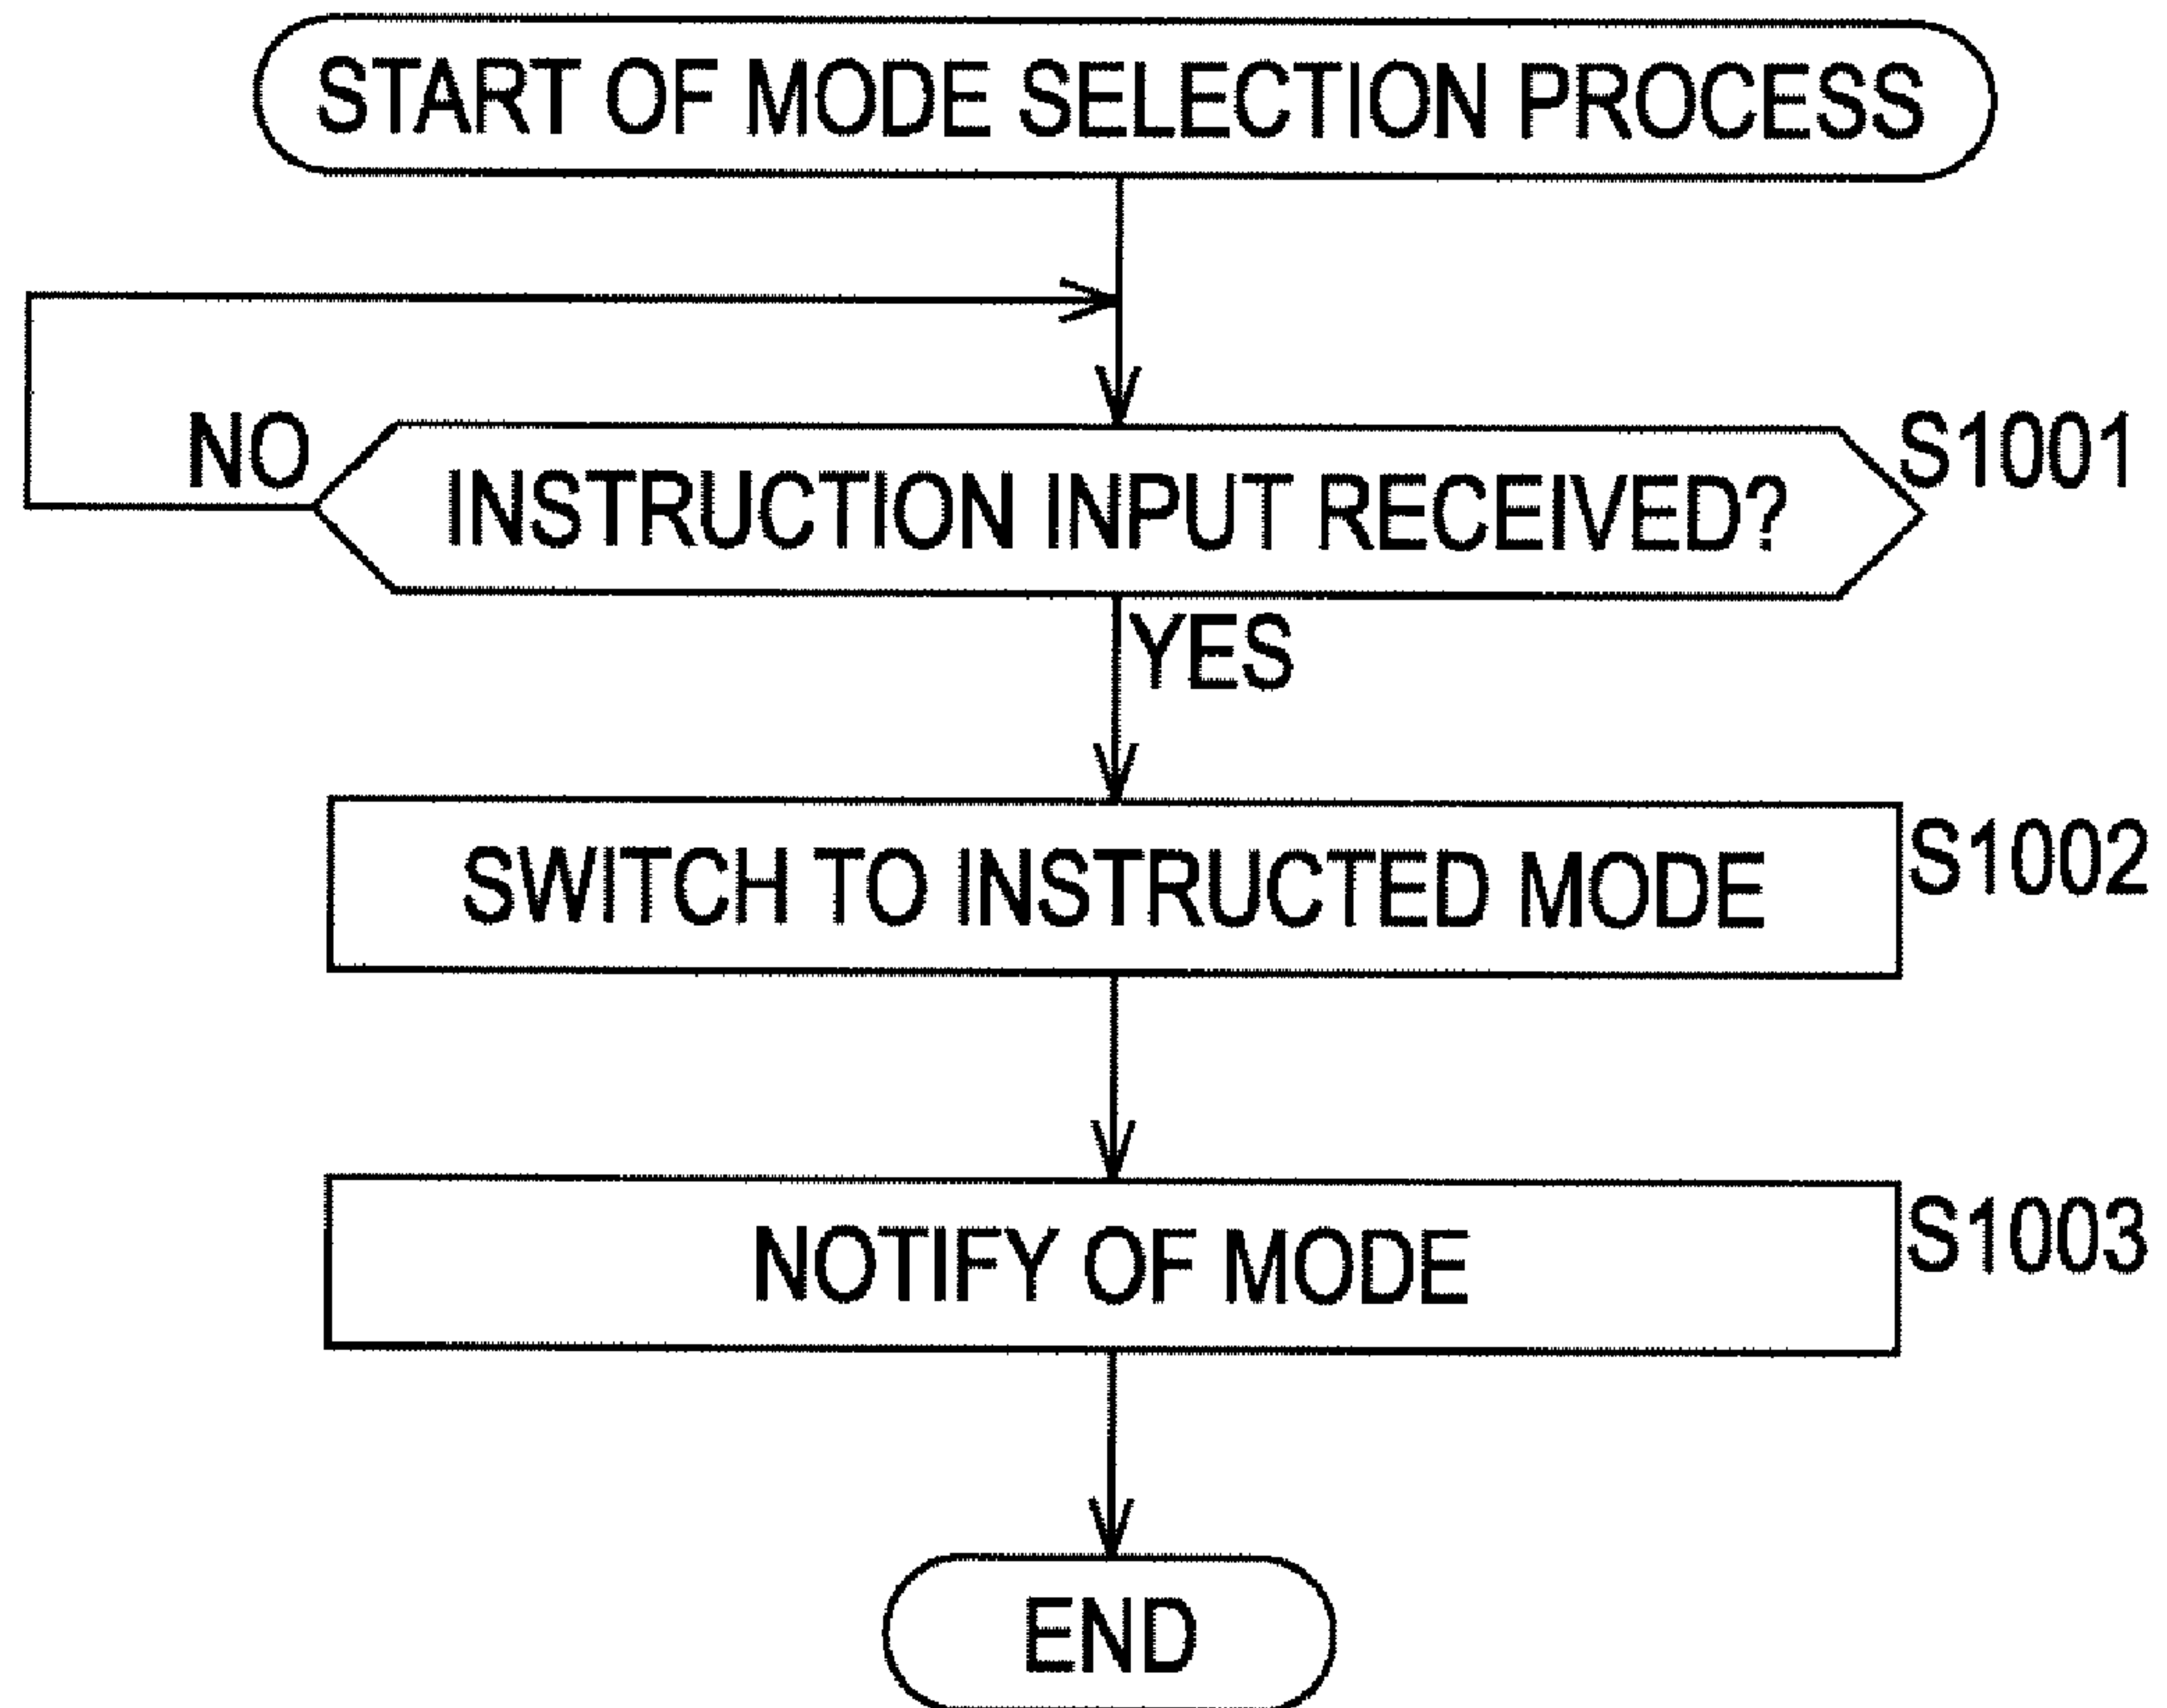 START OF MODE SELECTION PROCESS
NO
INSTRUCTION INPUT RECEIVED?
S1001
YES
SWITCH TO INSTRUCTED MODE
S1002
NOTIFY OF MODE
S1003
END